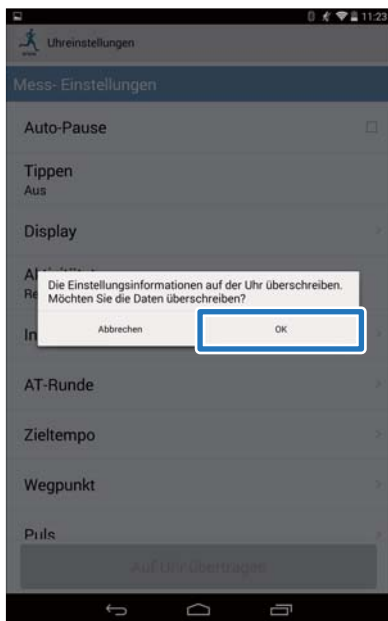 11:23
Uhreinstellungen
Mess- Einstellungen
Auto-Pause
Tippen
Aus
Display
Die Einstellungsinformationen auf der Uhr überschreiben.
Möchten Sie die Daten überschreiben?
Abbrechen
OK
In
AT-Runde
Zieltempo
Wegpunkt
Puls
Auf Uhr übertragen